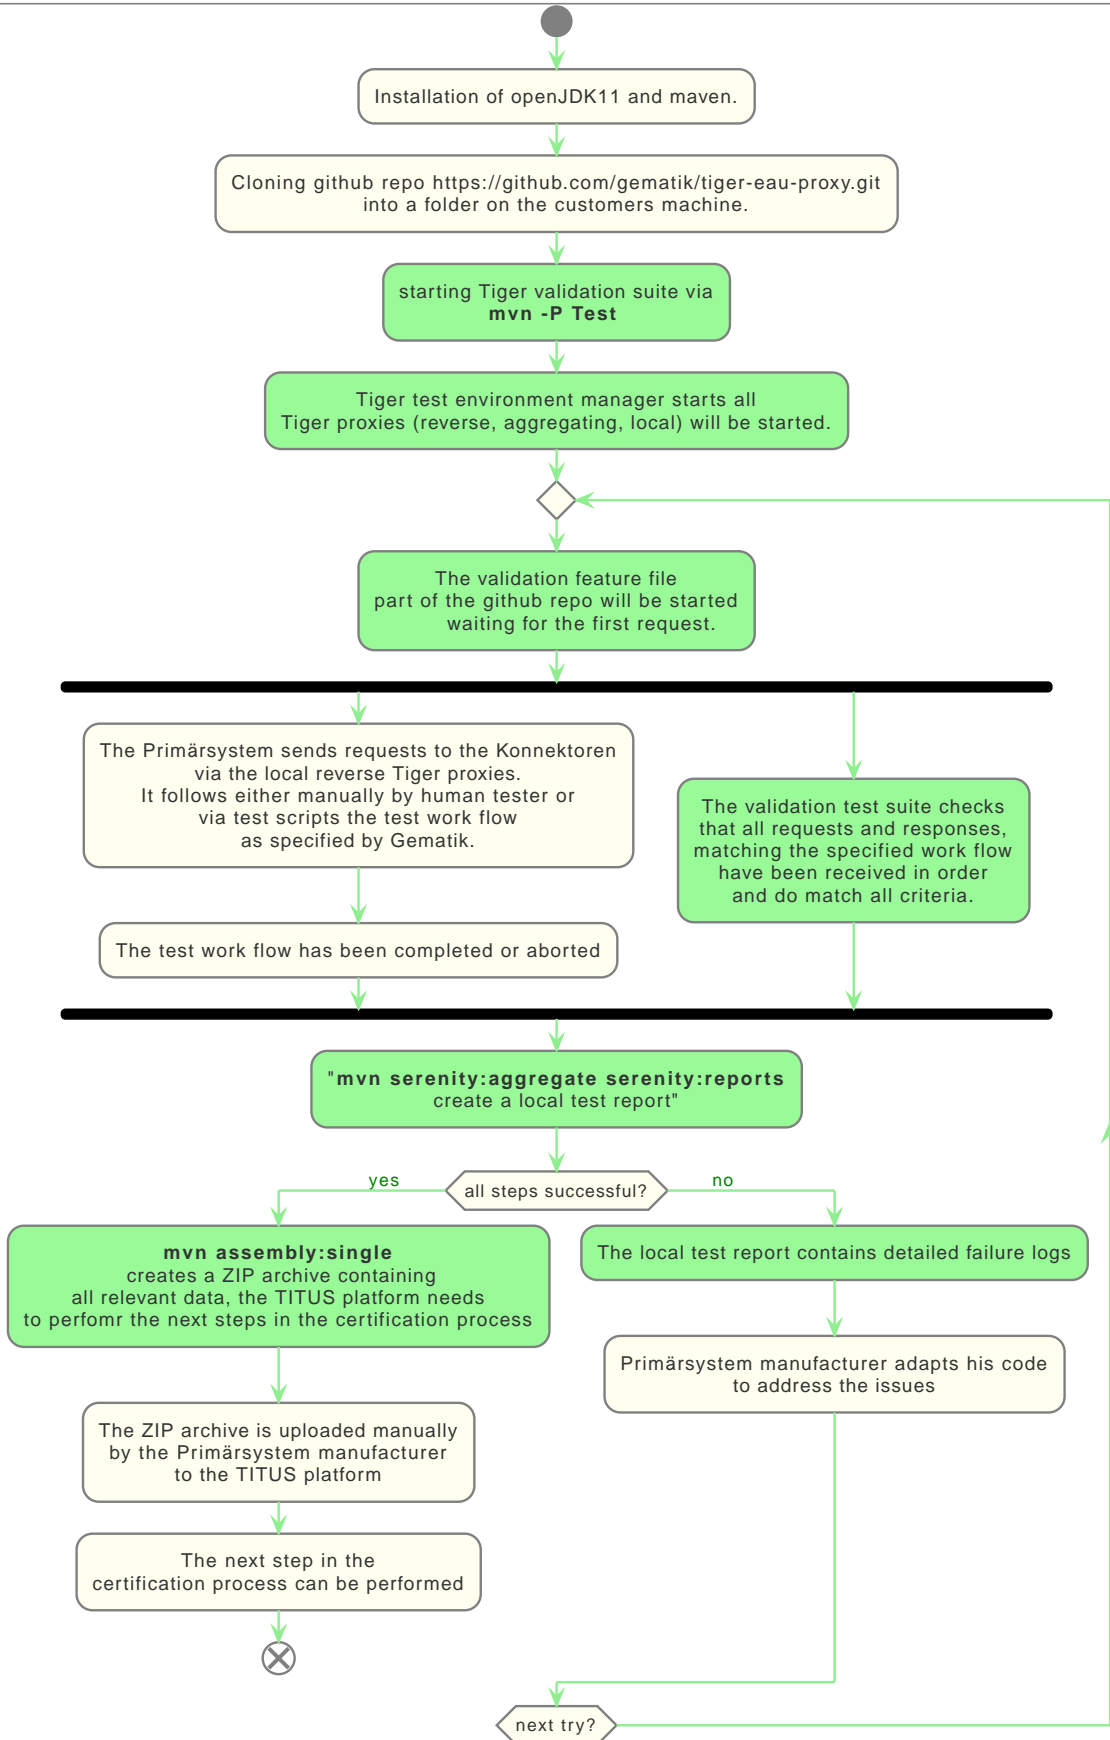 Installation of openJDK11 and maven.
Cloning github repo https://github.com/gematik/tiger-eau-proxy.git
into a folder on the customers machine.
starting Tiger validation suite via
mvn -P Test
Tiger test environment manager starts all
Tiger proxies (reverse, aggregating, local) will be started.
The validation feature file
part of the github repo will be started
waiting for the first request.
The Primärsystem sends requests to the Konnektoren
via the local reverse Tiger proxies.
It follows either manually by human tester or
via test scripts the test work flow
as specified by Gematik.
The test work flow has been completed or aborted
The validation test suite checks
that all requests and responses,
matching the specified work flow
have been received in order
and do match all criteria.
"mvn serenity:aggregate serenity:reports
create a local test report"
all steps successful?
yes
no
mvn assembly:single
creates a ZIP archive containing
all relevant data, the TITUS platform needs
to perfomr the next steps in the certification process
The ZIP archive is uploaded manually
by the Primärsystem manufacturer
to the TITUS platform
The next step in the
certification process can be performed
The local test report contains detailed failure logs
Primärsystem manufacturer adapts his code
to address the issues
next try?